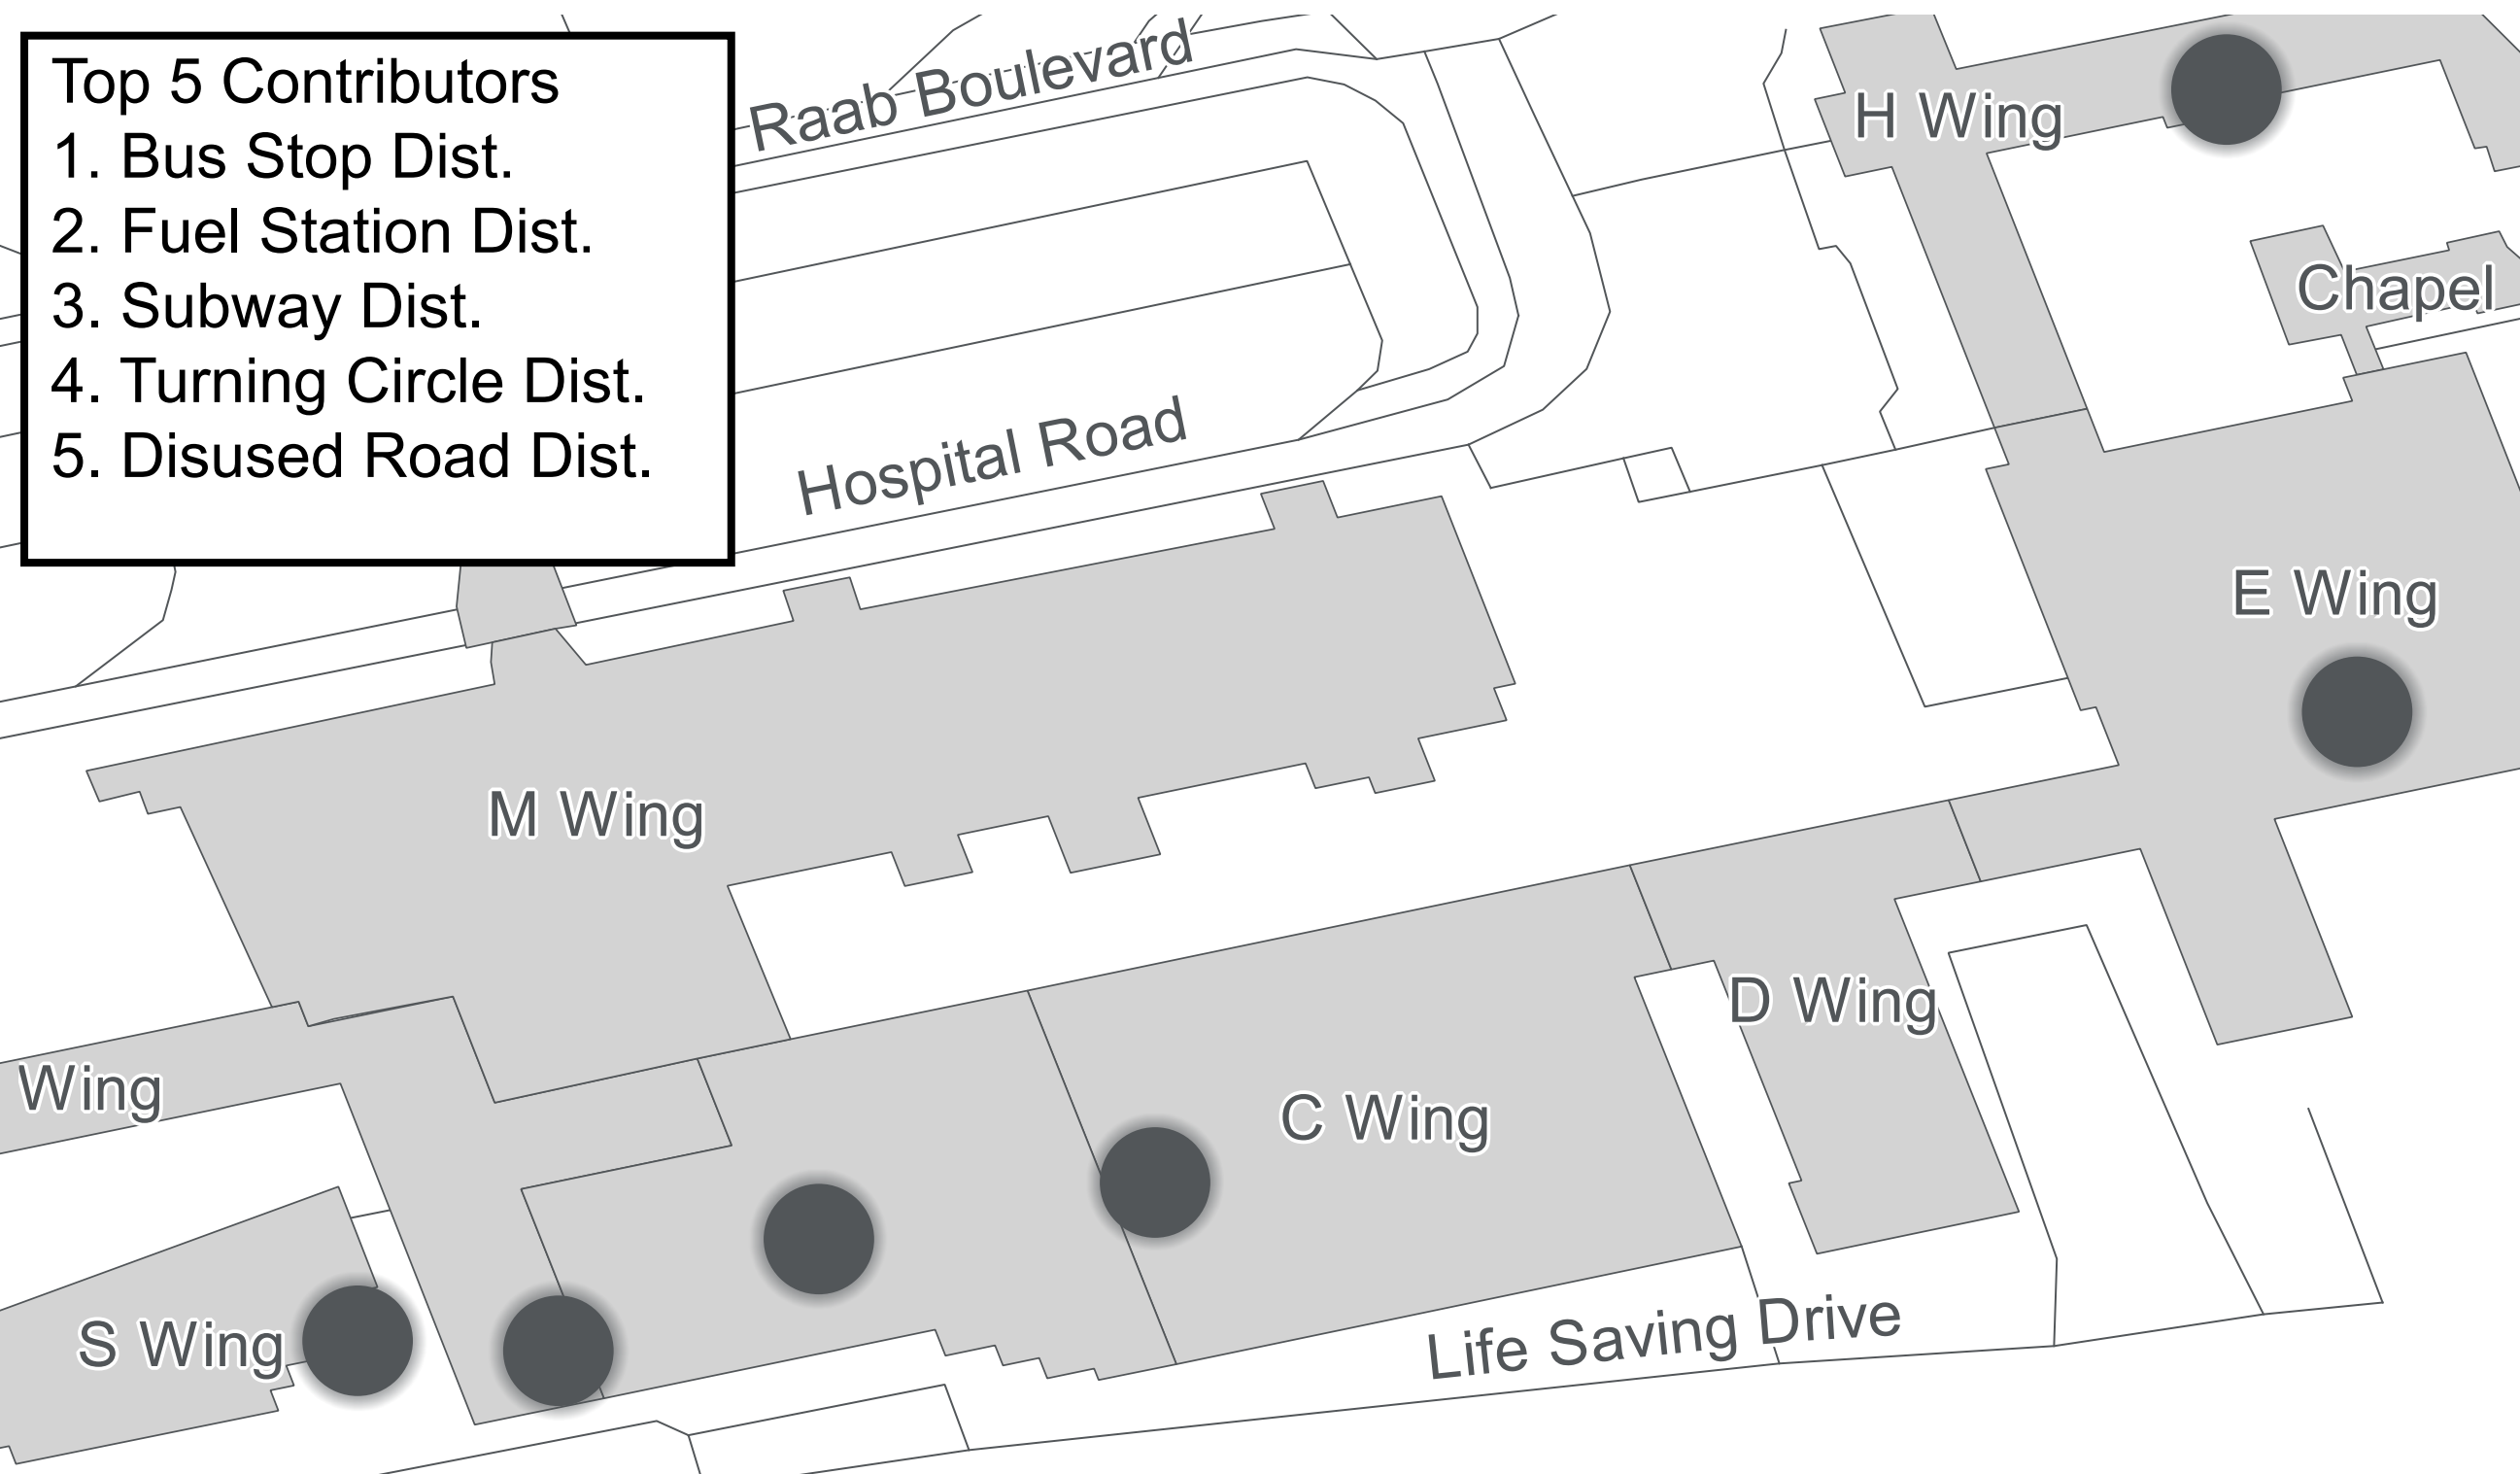 Top 5 Contributors
1. Bus Stop Dist.
2. Fuel Station Dist.
3. Subway Dist.
4. Turning Circle Dist.
5. Disused Road Dist.
Raab Boulevard
H Wing
Chapel
Hospital Road
E Wing
M Wing
D Wing
Wing
C Wing
S Wing
Life Saving Drive